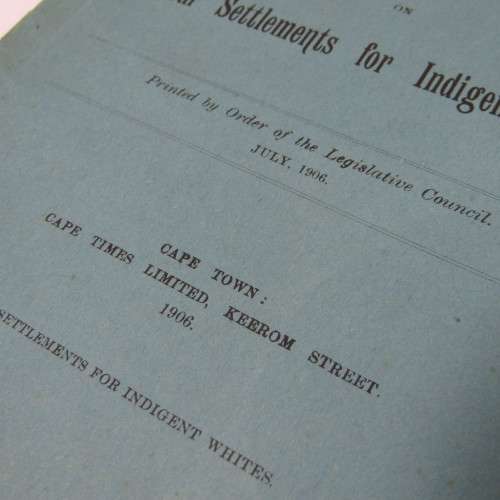 ON
Settlements for
Printed by Order of the Legislative Council.
JULY, 1906.
CAPE TOWN:
CAPE TIMES LIMITED, KEEROM STREET.
1906.
SETTLEMENTS FOR INDIGENT WHITES.